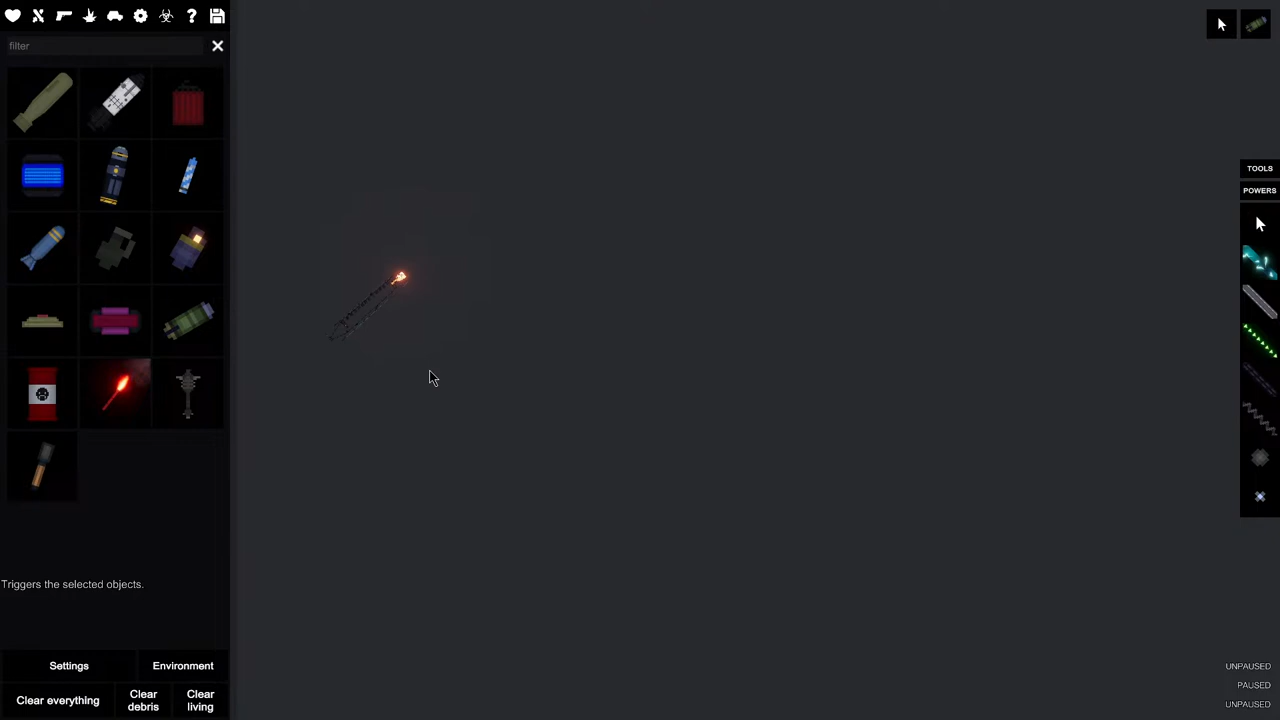 filter
TOOLS
POWERS
Triggers the selected objects.
Settings
Environment
Clear everything
Clear debris
Clear living
UNPAUSED
PAUSED
UNPAUSED